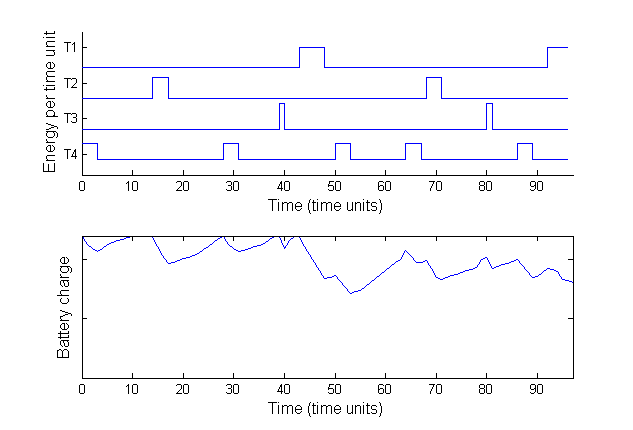 Energy per time unit
T1
T2
T3
T4
0 10 20 30 40 50 60 70 80 90
Time (time units)
Battery charge
0 10 20 30 40 50 60 70 80 90
Time (time units)